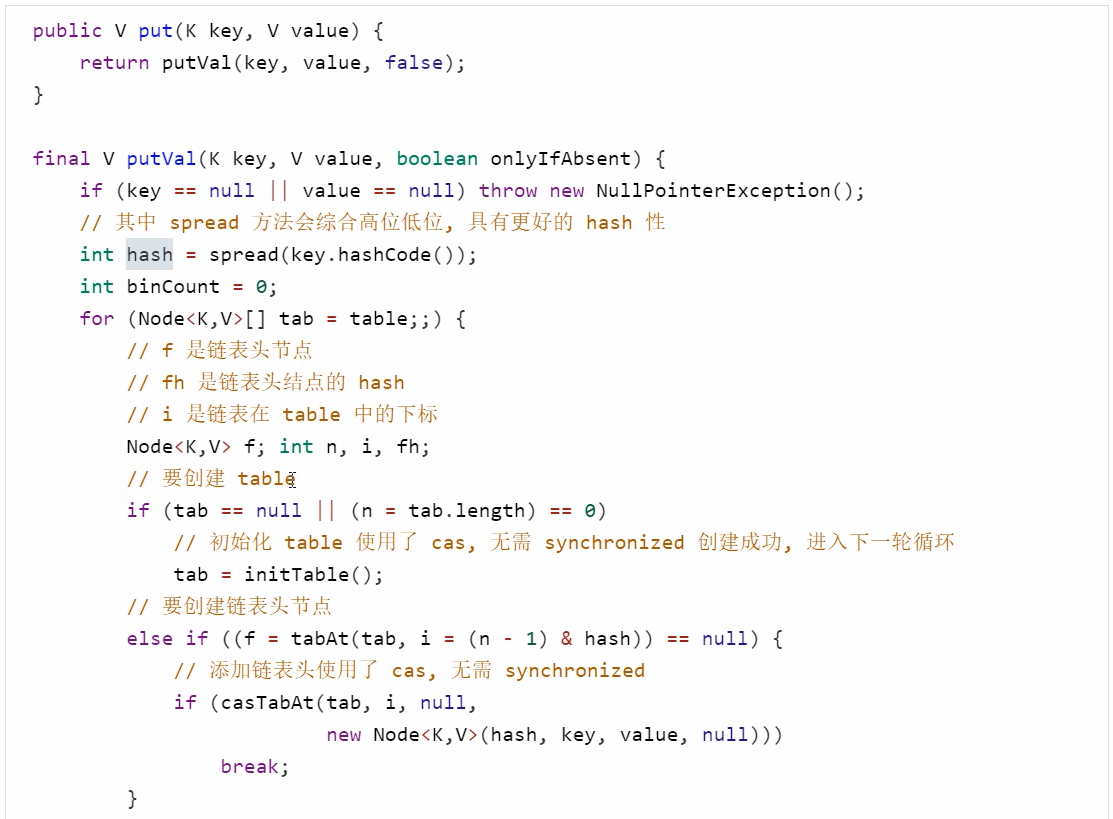 public V put(K key, V value) {
    return putVal(key, value, false);
}

final V putVal(K key, V value, boolean onlyIfAbsent) {
    if (key == null || value == null) throw new NullPointerException();
    // 其中 spread 方法会综合高位低位, 具有更好的 hash 性
    int hash = spread(key.hashCode());
    int binCount = 0;
    for (Node<K,V>[] tab = table;;) {
        // f 是链表头节点
        // fh 是链表头结点的 hash
        // i 是链表在 table 中的下标
        Node<K,V> f; int n, i, fh;
        // 要创建 table
        if (tab == null || (n = tab.length) == 0)
            // 初始化 table 使用了 cas, 无需 synchronized 创建成功, 进入下一轮循环
            tab = initTable();
        // 要创建链表头节点
        else if ((f = tabAt(tab, i = (n - 1) & hash)) == null) {
            // 添加链表头使用了 cas, 无需 synchronized
            if (casTabAt(tab, i, null,
                         new Node<K,V>(hash, key, value, null)))
                break;
        }